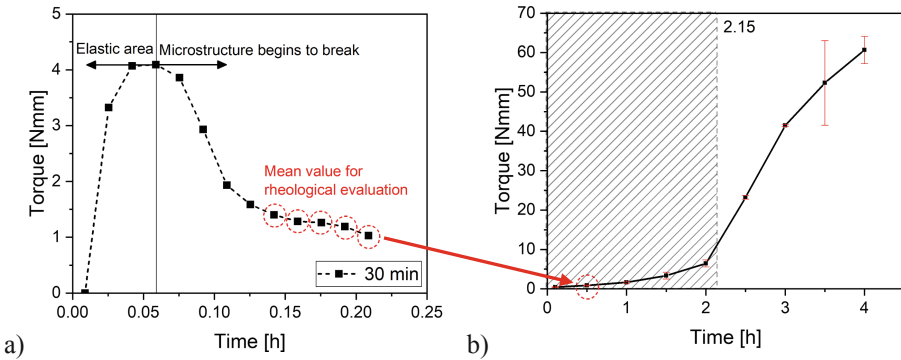 Elastic area
Microstructure begins to break
Mean value for
rheological evaluation
30 min
Torque [Nmm]
5
4
3
2
1
0
0.00 0.05 0.10 0.15 0.20 0.25
Time [h]
a)
2.15
Torque [Nmm]
70
60
50
40
30
20
10
0
0 1 2 3 4
Time [h]
b)